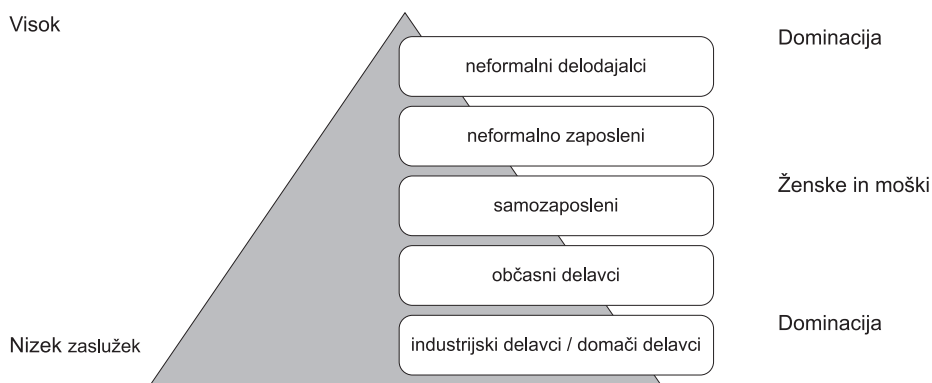 Visok
Dominacija
neformalni delodajalci
neformalno zaposleni
Ženske in moški
samozaposleni
občasni delavci
Dominacija
Nizek zaslužek
industrijski delavci / domači delavci